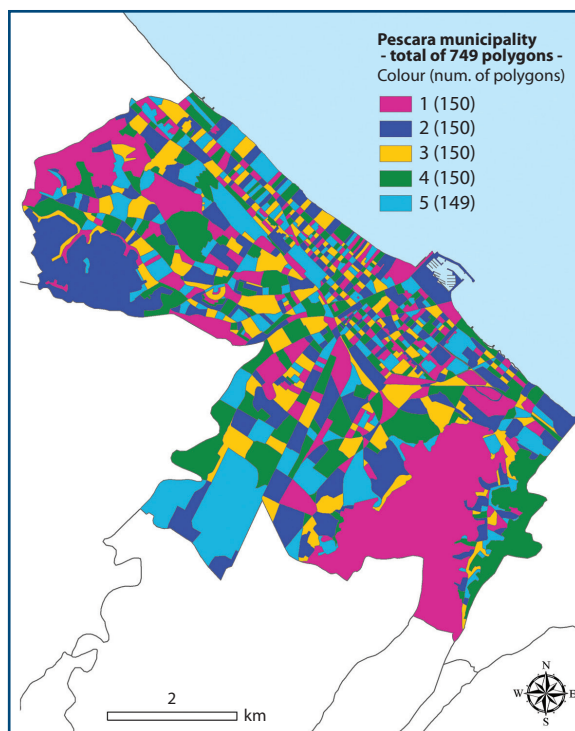 Pescara municipality
- total of 749 polygons -
Colour (num. of polygons)
1 (150)
2 (150)
3 (150)
4 (150)
5 (149)
2
km
N
W
E
S